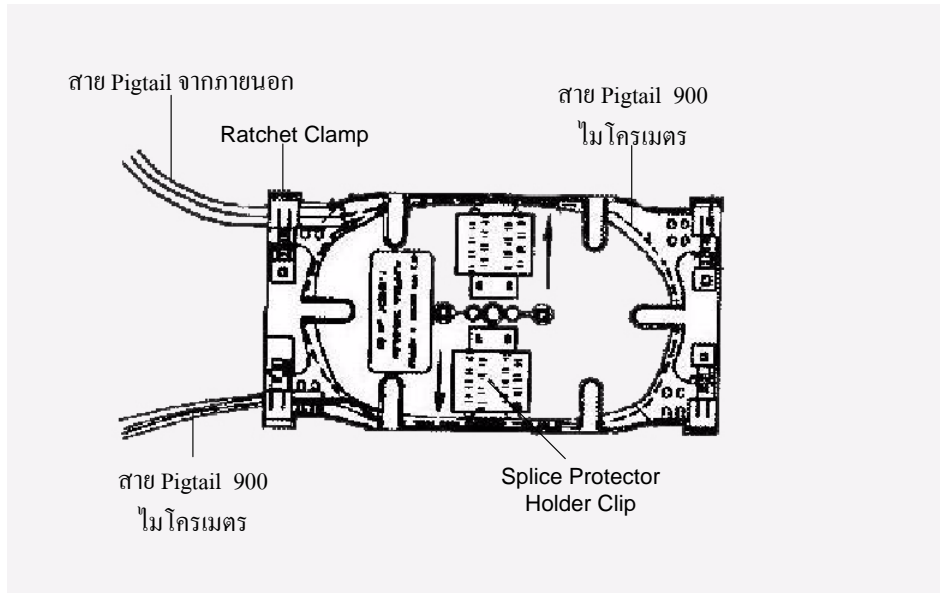 สาย Pigtail จากภายนอก
Ratchet Clamp
สาย Pigtail 900
ไมโครเมตร
สาย Pigtail 900
ไมโครเมตร
Splice Protector
Holder Clip